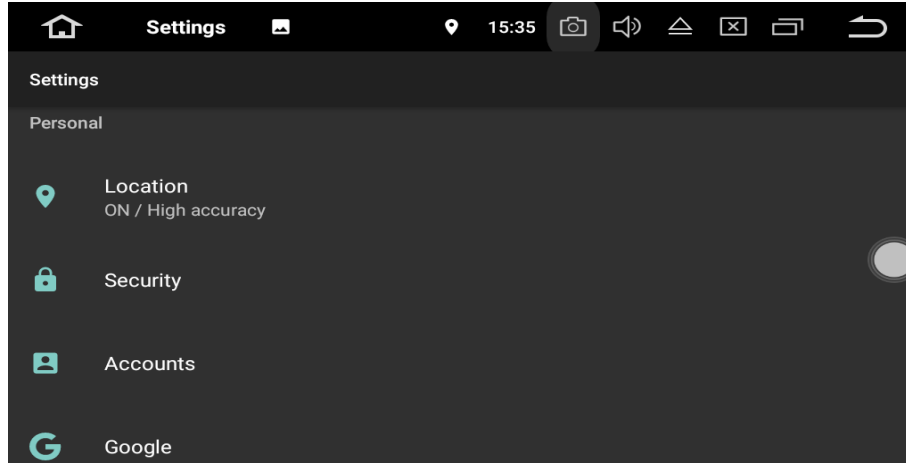 Settings
15:35
Settings
Personal
Location
ON / High accuracy
Security
Accounts
Google